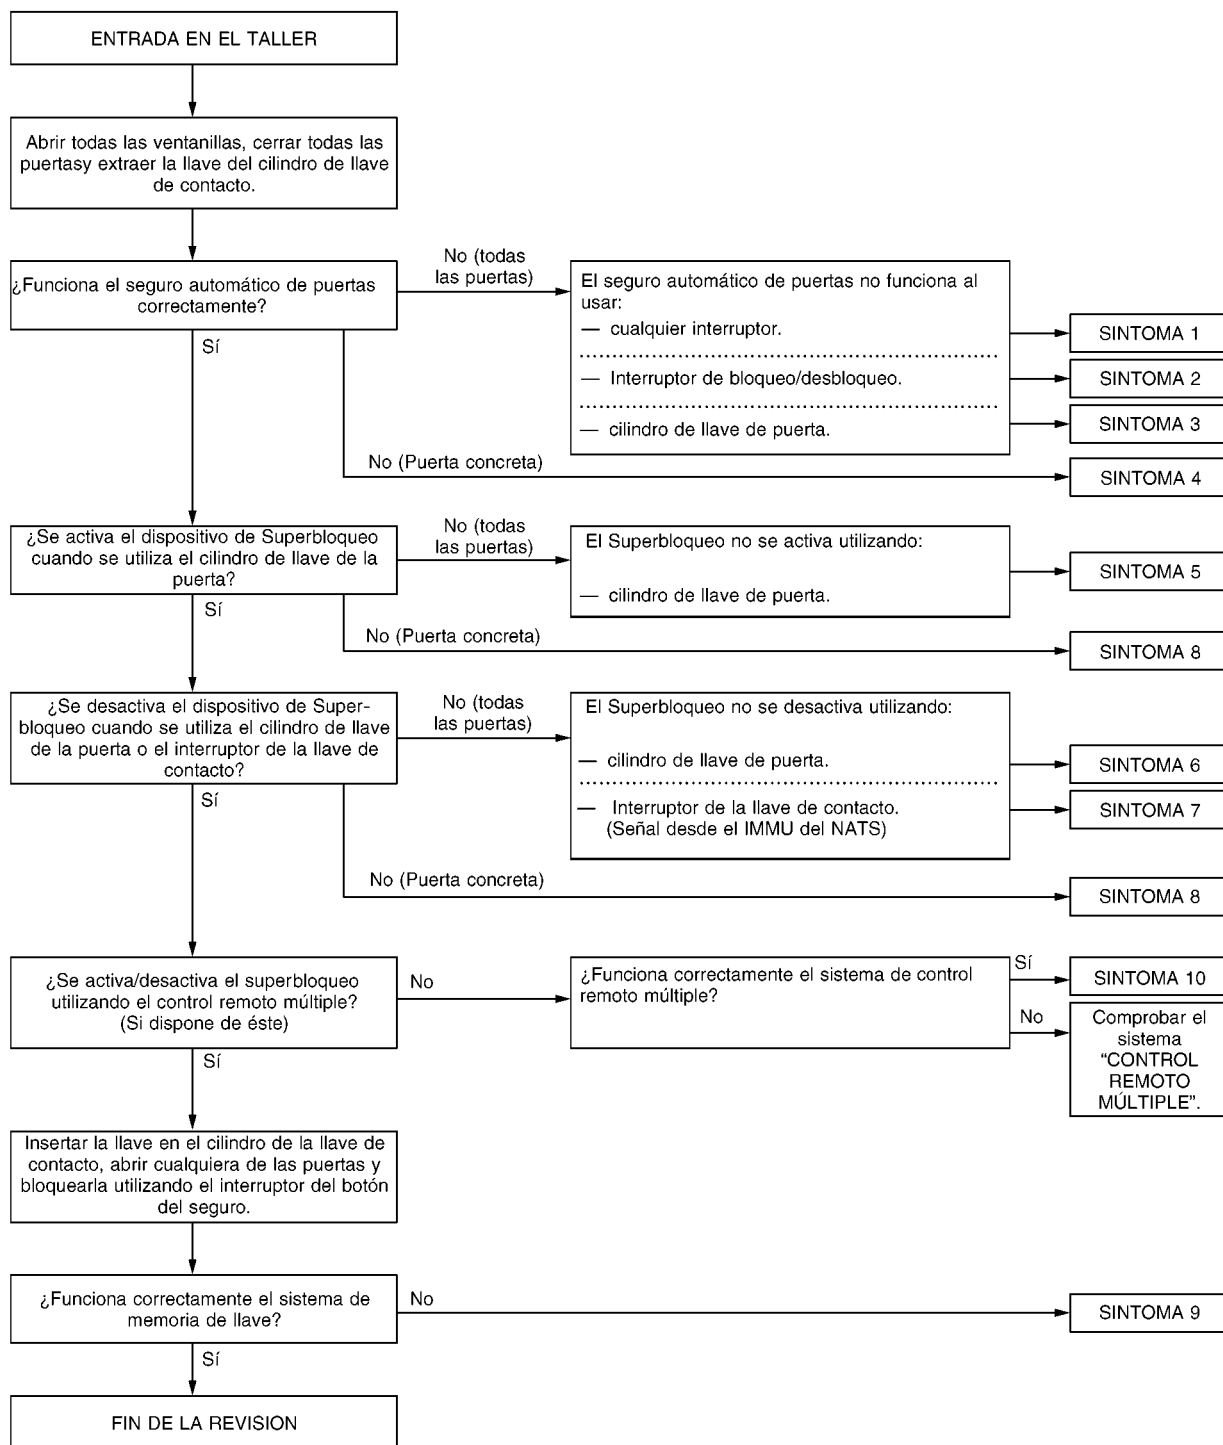 ENTRADA EN EL TALLER
Abrir todas las ventanillas, cerrar todas las
puertasy extraer la llave del cilindro de llave
de contacto.
¿Funciona el seguro automático de puertas
correctamente?
No (todas
las puertas)
El seguro automático de puertas no funciona al
usar:
— cualquier interruptor.
— Interruptor de bloqueo/desbloqueo.
— cilindro de llave de puerta.
SINTOMA 1
SINTOMA 2
SINTOMA 3
Sí
No (Puerta concreta)
SINTOMA 4
¿Se activa el dispositivo de Superbloqueo
cuando se utiliza el cilindro de llave de la
puerta?
No (todas
las puertas)
El Superbloqueo no se activa utilizando:
— cilindro de llave de puerta.
SINTOMA 5
Sí
No (Puerta concreta)
SINTOMA 8
¿Se desactiva el dispositivo de Super-
bloqueo cuando se utiliza el cilindro de llave
de la puerta o el interruptor de la llave de
contacto?
No (todas
las puertas)
El Superbloqueo no se desactiva utilizando:
— cilindro de llave de puerta.
— Interruptor de la llave de contacto.
(Señal desde el IMMU del NATS)
SINTOMA 6
SINTOMA 7
Sí
No (Puerta concreta)
SINTOMA 8
¿Se activa/desactiva el superbloqueo
utilizando el control remoto múltiple?
(Si dispone de éste)
No
¿Funciona correctamente el sistema de control
remoto múltiple?
Sí
SINTOMA 10
No
Comprobar el
sistema
“CONTROL
REMOTO
MÚLTIPLE”.
Sí
Insertar la llave en el cilindro de la llave de
contacto, abrir cualquiera de las puertas y
bloquearla utilizando el interruptor del botón
del seguro.
¿Funciona correctamente el sistema de
memoria de llave?
No
SINTOMA 9
Sí
FIN DE LA REVISION